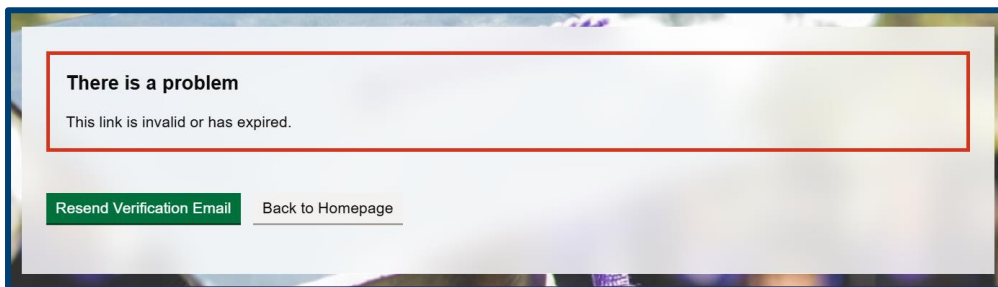 There is a problem
This link is invalid or has expired.
Resend Verification Email
Back to Homepage